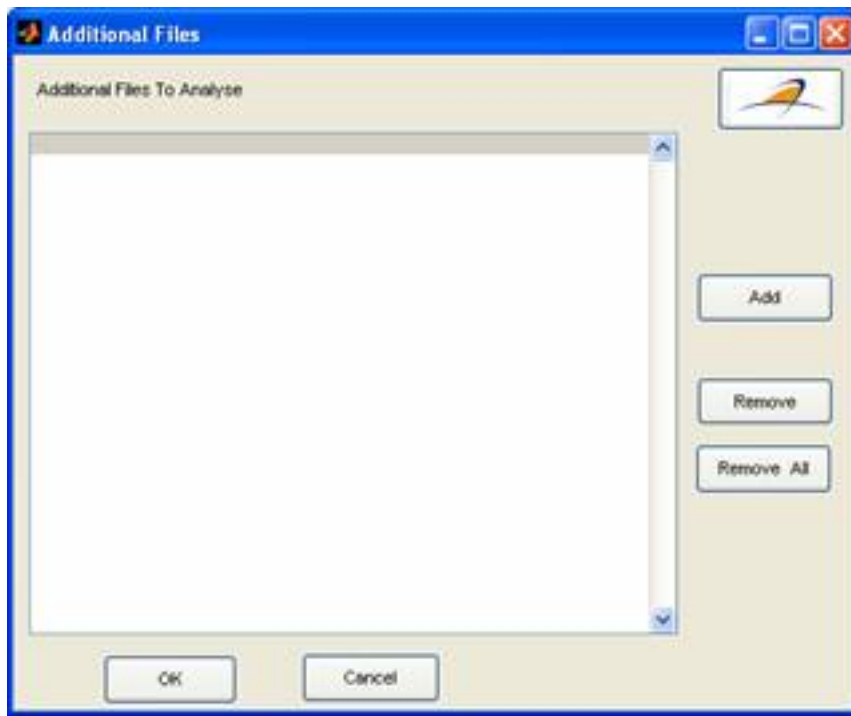 Additional Files
Additional Files To Analyse
Add
Remove
Remove All
OK
Cancel